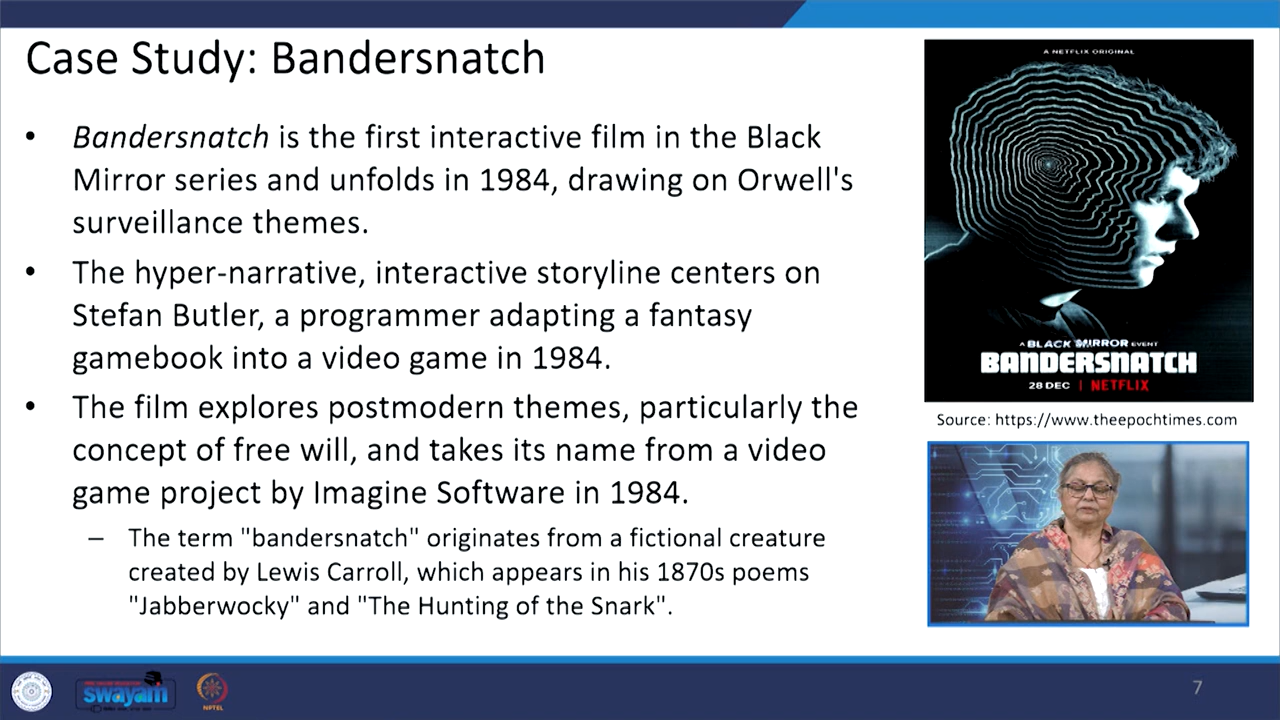 Case Study: Bandersnatch
• Bandersnatch is the first interactive film in the Black
Mirror series and unfolds in 1984, drawing on Orwell's
surveillance themes.
• The hyper-narrative, interactive storyline centers on
Stefan Butler, a programmer adapting a fantasy
gamebook into a video game in 1984.
• The film explores postmodern themes, particularly the
concept of free will, and takes its name from a video
game project by Imagine Software in 1984.
– The term "bandersnatch" originates from a fictional creature
created by Lewis Carroll, which appears in his 1870s poems
"Jabberwocky" and "The Hunting of the Snark".
A NETFLIX ORIGINAL
A BLACK MIRROR EVENT
BANDERSNATCH
28 DEC | NETFLIX
Source: https://www.theepochtimes.com
swayam
NPTEL
7